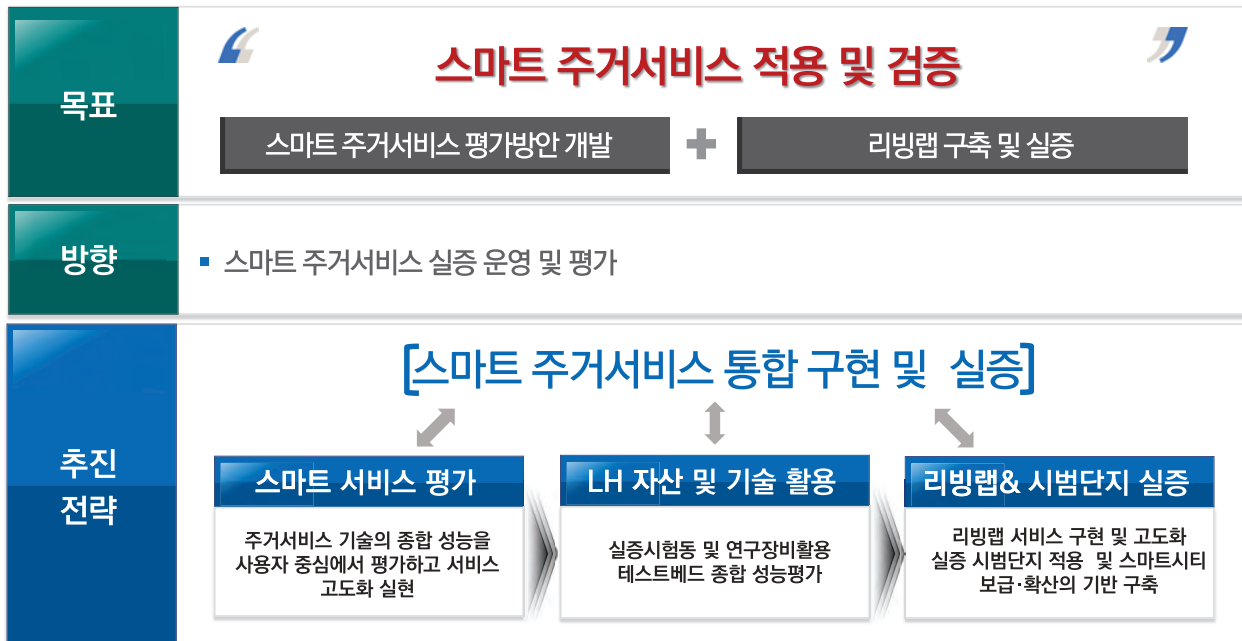 목표
“ ”
스마트 주거서비스 적용 및 검증
스마트 주거서비스 평가방안 개발 + 리빙랩 구축 및 실증
방향
▪ 스마트 주거서비스 실증 운영 및 평가
추진
전략
[스마트 주거서비스 통합 구현 및 실증]
스마트 서비스 평가
주거서비스 기술의 종합 성능을
사용자 중심에서 평가하고 서비스
고도화 실현
LH 자산 및 기술 활용
실증시험동 및 연구장비활용
테스트베드 종합 성능평가
리빙랩& 시범단지 실증
리빙랩 서비스 구현 및 고도화
실증 시범단지 적용 및 스마트시티
보급·확산의 기반 구축